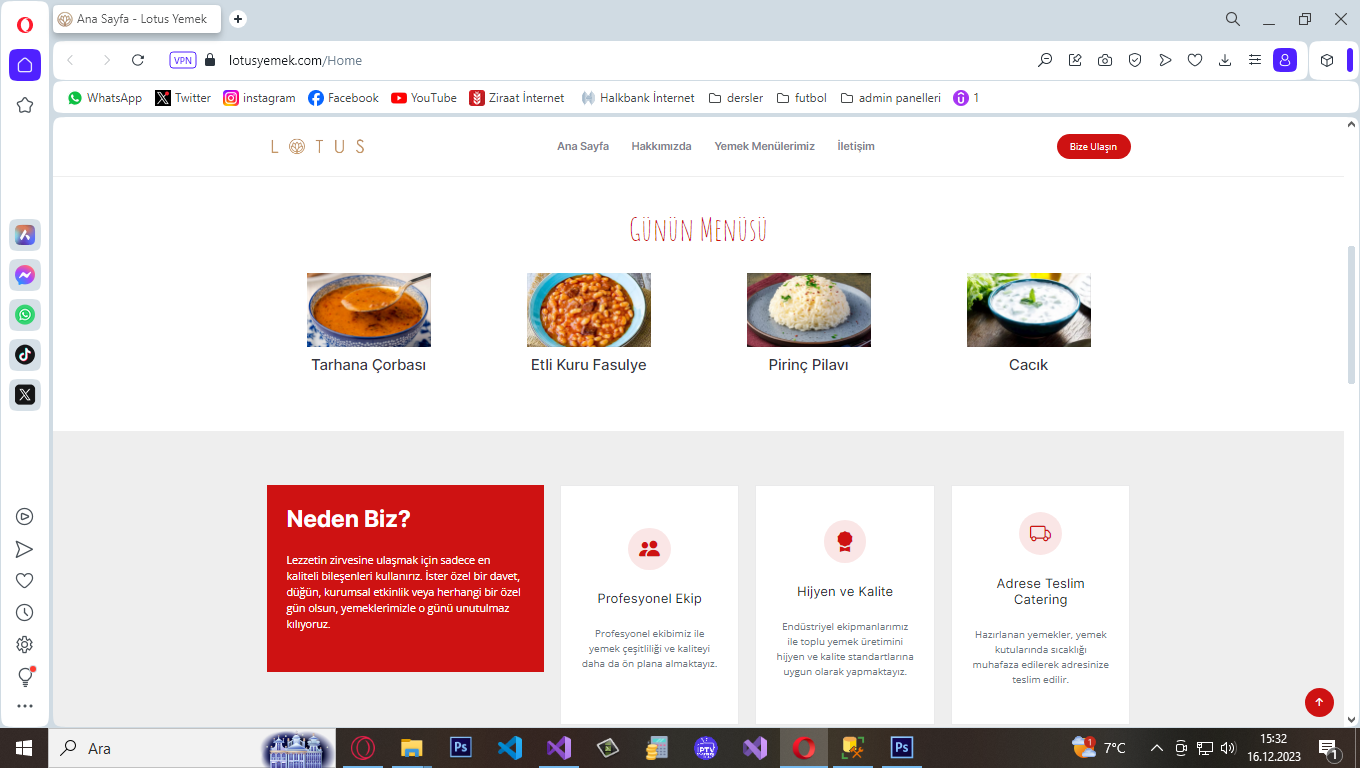 Ana Sayfa - Lotus Yemek
VPN
lotusyemek.com/Home
WhatsApp
Twitter
instagram
Facebook
YouTube
Ziraat İnternet
Halkbank İnternet
dersler
futbol
admin panelleri
1
LOTUS
Ana Sayfa
Hakkımızda
Yemek Menülerimiz
İletişim
Bize Ulaşın
Günün Menüsü
Tarhana Çorbası
Etli Kuru Fasulye
Pirinç Pilavı
Cacık
Neden Biz?
Lezzetin zirvesine ulaşmak için sadece en
kaliteli bileşenleri kullanırız. İster özel bir davet,
düğün, kurumsal etkinlik veya herhangi bir özel
gün olsun, yemeklerimizle o günü unutulmaz
kılıyoruz.
Profesyonel Ekip
Profesyonel ekibimiz ile
yemek çeşitliliği ve kaliteyi
daha da ön plana almaktayız.
Hijyen ve Kalite
Endüstriyel ekipmanlarımız
ile toplu yemek üretimini
hijyen ve kalite standartlarına
uygun olarak yapmaktayız.
Adrese Teslim
Catering
Hazırlanan yemekler, yemek
kutularında sıcaklığı
muhafaza edilerek adresinize
teslim edilir.
Ara
Ps
IPTV
Ps
1
7°C
15:32
16.12.2023
1